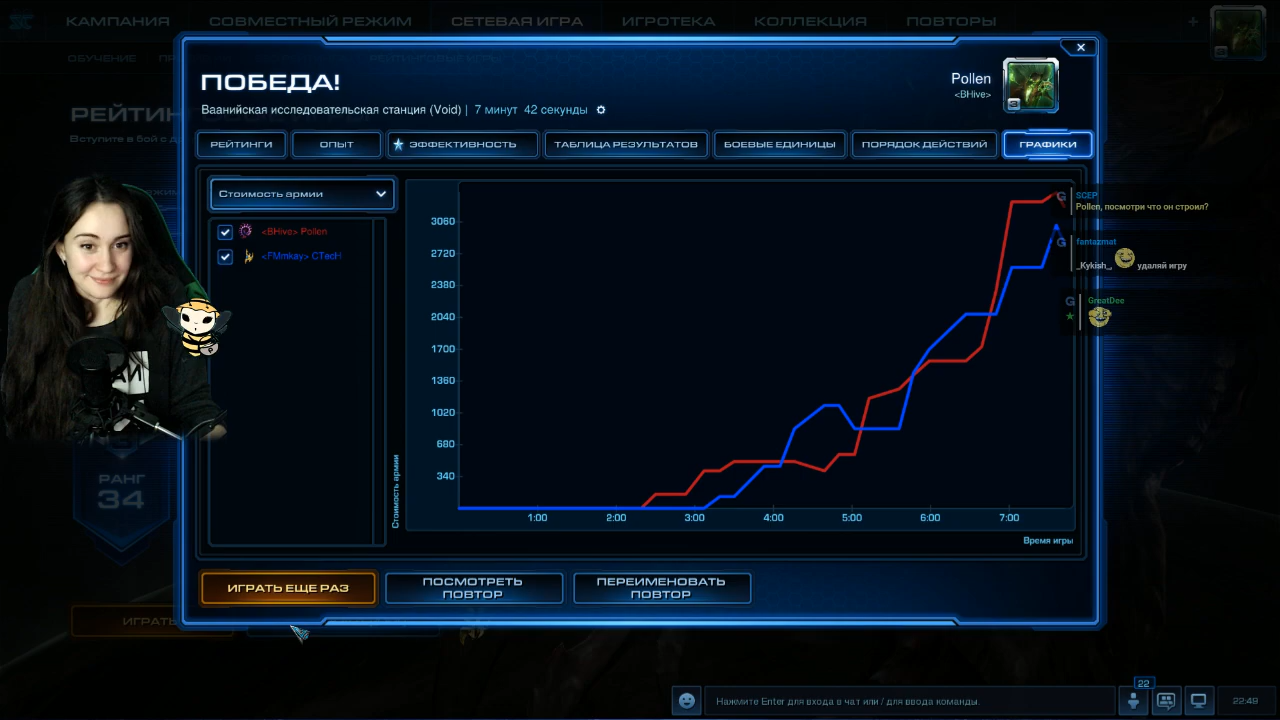 КАМПАНИЯ
СОВМЕСТНЫЙ РЕЖИМ
СЕТЕВАЯ ИГРА
ИГРОТЕКА
КОЛЛЕКЦИЯ
ПОВТОРЫ
ОБУЧЕНИЕ
ПОБЕДА!
Pollen
<BHive>
Ваанийская исследовательская станция (Void) | 7 минут 42 секунды
РЕЙТИНГИ
ОПЫТ
ЭФФЕКТИВНОСТЬ
ТАБЛИЦА РЕЗУЛЬТАТОВ
БОЕВЫЕ ЕДИНИЦЫ
ПОРЯДОК ДЕЙСТВИЙ
ГРАФИКИ
Стоимость армии
<BHive> Pollen
<FMmkay> CTecH
3060
2720
2380
2040
1700
1360
1020
680
340
Стоимость армии
1:00
2:00
3:00
4:00
5:00
6:00
7:00
Время игры
SCEP
Pollen, посмотри что он строил?
fantazmat
_Kykish_, удаляй игру
GreatDee
РАНГ
34
ИГРАТЬ ЕЩЕ РАЗ
ПОСМОТРЕТЬ
ПОВТОР
ПЕРЕИМЕНОВАТЬ
ПОВТОР
ИГРАТЬ
22
Нажмите Enter для входа в чат или / для ввода команды.
22:49